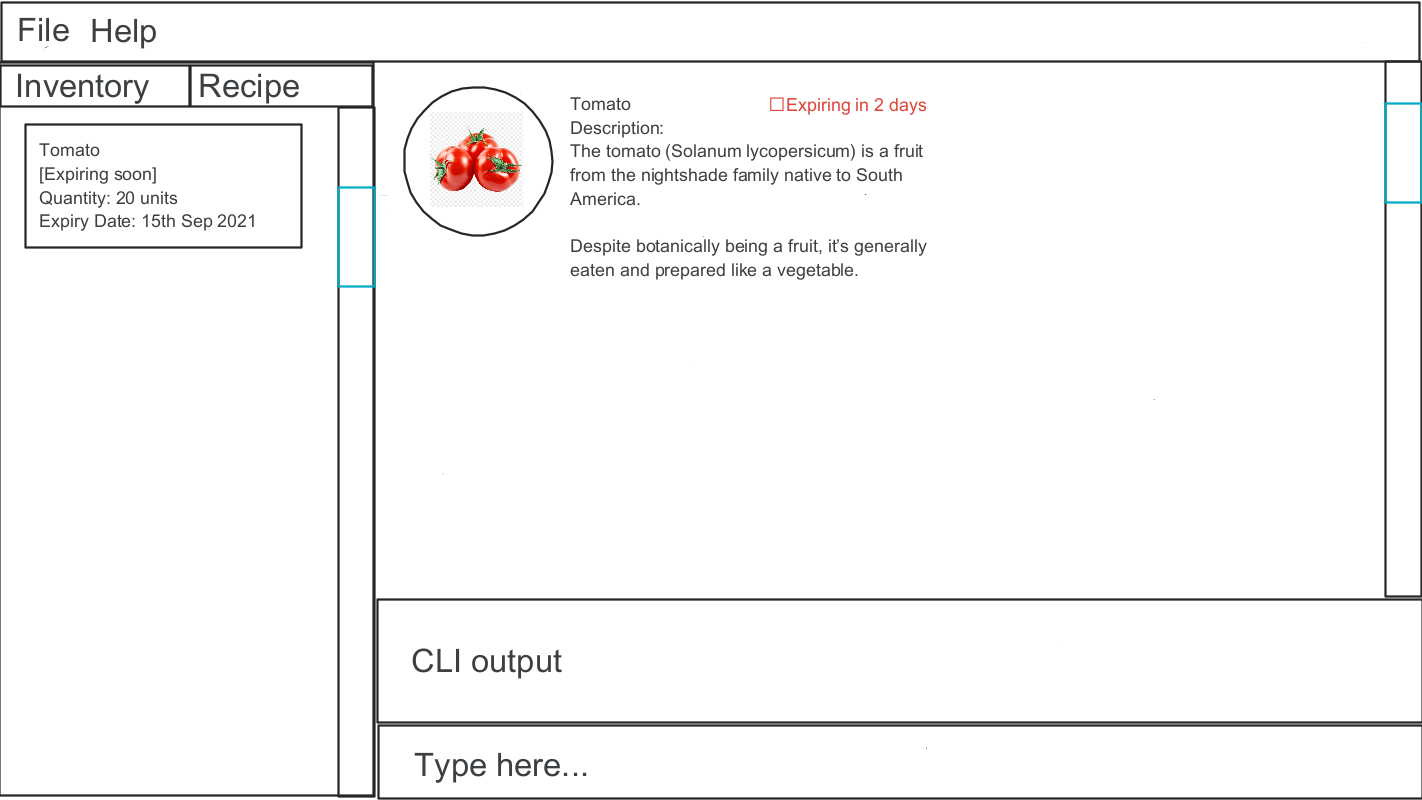 File Help
Inventory Recipe
Tomato
[Expiring soon]
Quantity: 20 units
Expiry Date: 15th Sep 2021
Tomato ☐Expiring in 2 days
Description:
The tomato (Solanum lycopersicum) is a fruit
from the nightshade family native to South
America.
Despite botanically being a fruit, it’s generally
eaten and prepared like a vegetable.
CLI output
Type here...